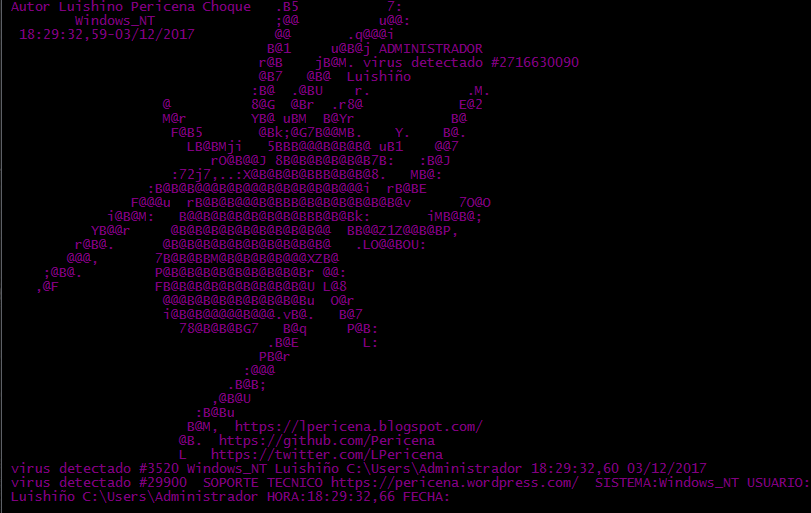 Autor Luishino Pericena Choque   .B5           7:
Windows_NT               ;@@          u@@:
18:29:32,59-03/12/2017          @@       .q@@@i
B@1     u@B@j ADMINISTRADOR
r@B    jB@M. virus detectado #2716630090
@B7   @B@  Luishiño
:B@  .@BU    r.            .M.
@          8@G  @Br  .r8@            E@2
M@r        YB@ uBM  B@Yr            B@
F@B5       @Bk;@G7B@@MB.    Y.    B@.
LB@BMji   5BBB@@@B@B@B@ uB1    @@7
rO@B@@J 8B@B@B@B@B@B7B:   :B@J
:72j7,..:X@B@B@B@BBB@B@B@8.   MB@:
:B@B@B@@@B@B@B@B@B@B@B@B@@@i  rB@BE
F@@@u  rB@B@B@@@B@BBB@B@B@B@B@B@B@v      7O@O
i@B@M:   B@@B@B@B@B@B@B@BBB@B@Bk:       iMB@B@;
YB@@r     @B@B@B@B@B@B@B@B@B@@  BB@@Z1Z@@B@BP,
r@B@.      @B@B@B@B@B@B@B@B@B@B@   .LO@@BOU:
@@@,       7B@B@BBM@B@B@B@B@@@XZB@
;@B@.         P@B@B@B@B@B@B@B@B@Br @@:
,@F            FB@B@B@B@B@B@B@B@B@U L@8
@@@B@B@B@B@B@B@B@Bu  O@r
i@B@B@@@@B@@@.vB@.   B@7
78@B@B@BG7   B@q     P@B:
.B@E        L:
PB@r
:@@@
.B@B;
,@B@U
:B@Bu
B@M,  https://lpericena.blogspot.com/
@B.  https://github.com/Pericena
L   https://twitter.com/LPericena
virus detectado #3520 Windows_NT Luishiño C:\Users\Administrador 18:29:32,60 03/12/2017
virus detectado #29900  SOPORTE TECNICO https://pericena.wordpress.com/  SISTEMA:Windows_NT USUARIO:
Luishiño C:\Users\Administrador HORA:18:29:32,66 FECHA: